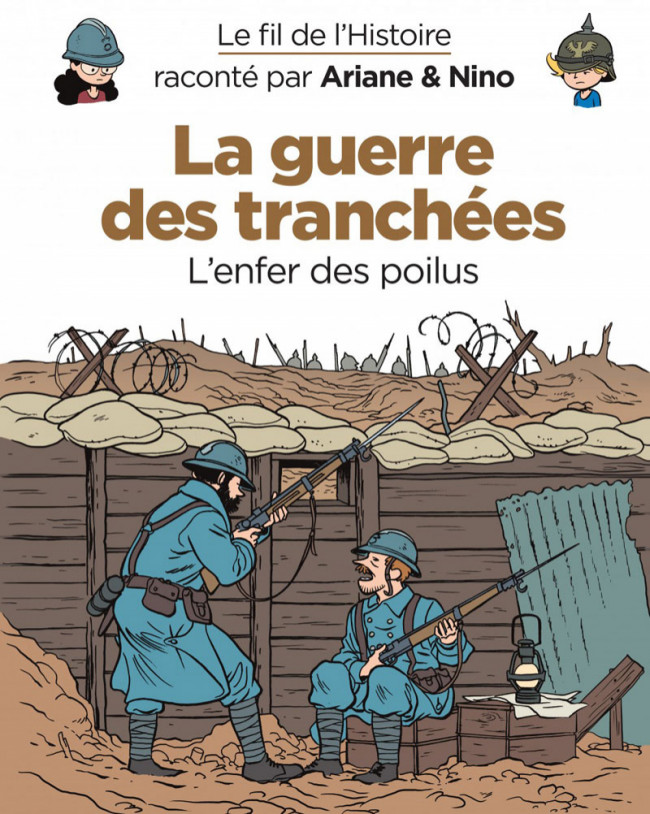 Le fil de l'Histoire
raconté par Ariane & Nino
La guerre
des tranchées
L'enfer des poilus